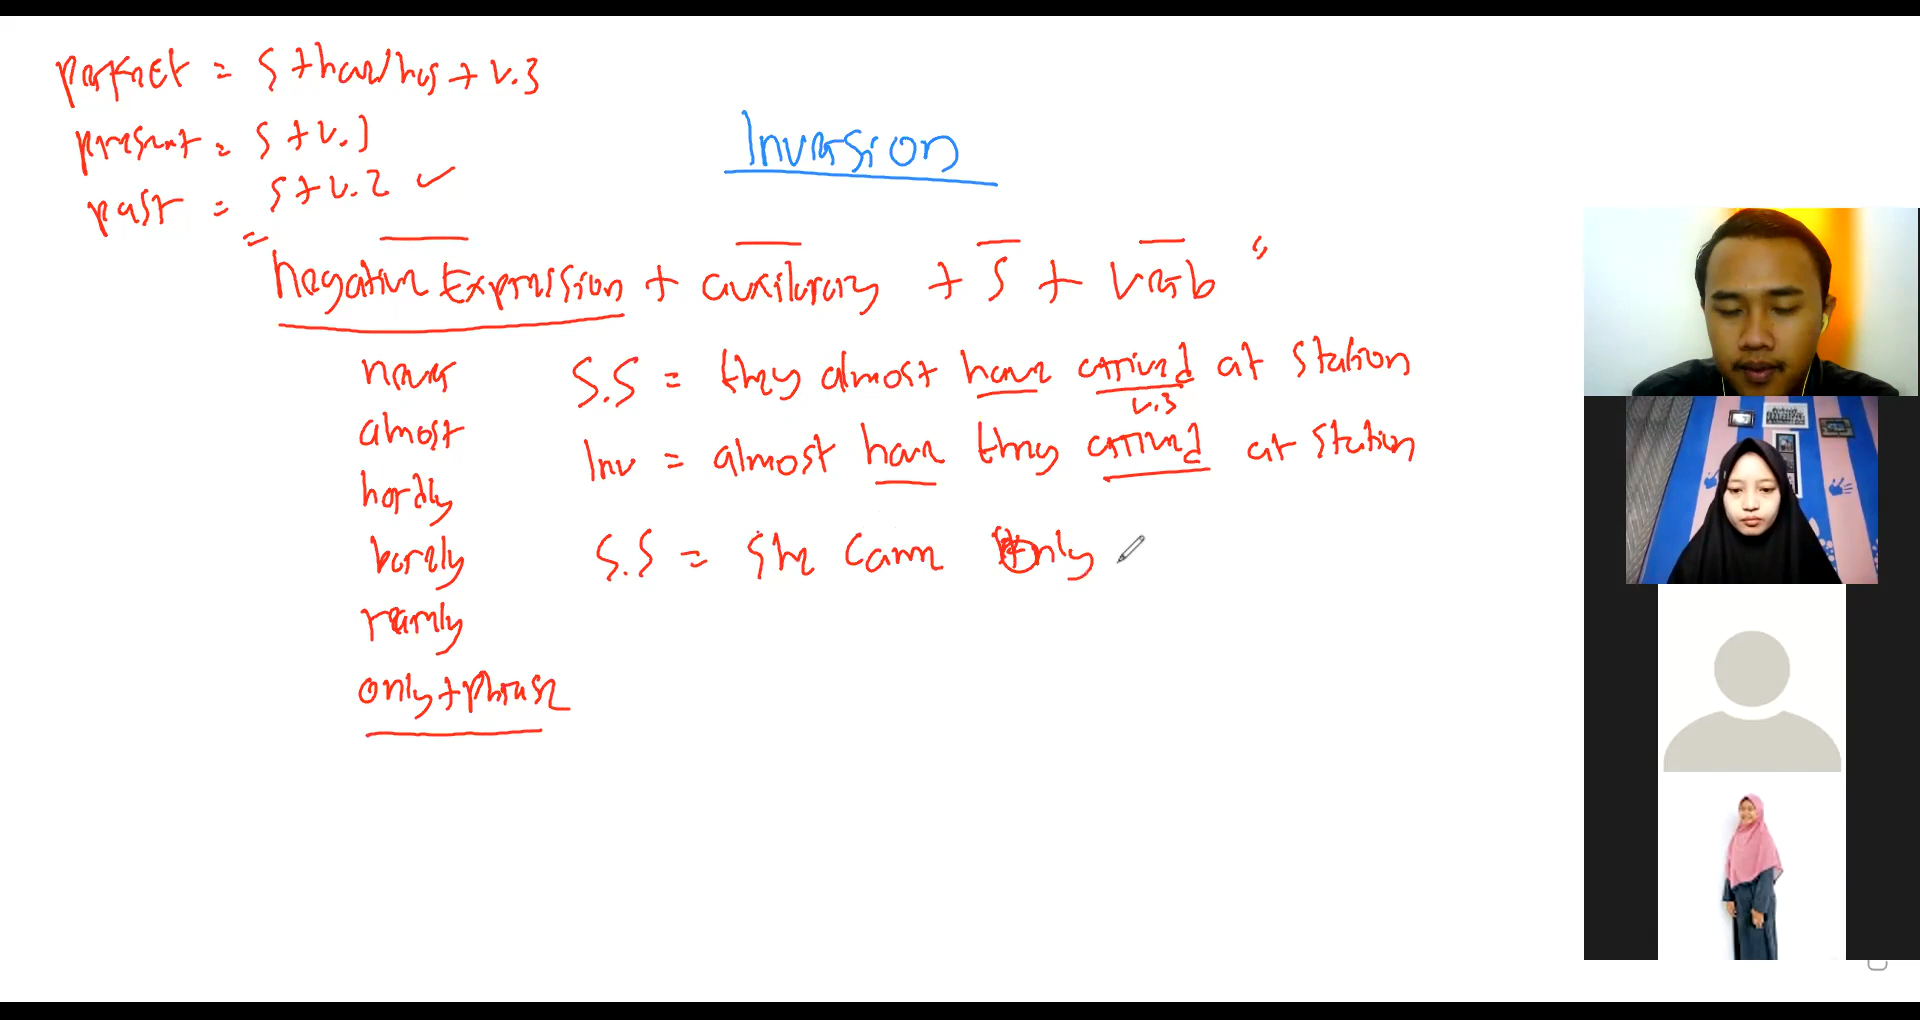 perfect = S + have/has + v.3
present = S + v.1
past = S + v.2 ✓
Inversion
"negative Expression + auxilaray + S + verb"
never
almost
hardly
barely
rarely
only + phrase
S.S = they almost have arrived at station
v.3
Inv = almost have they arrived at station
S.S = She came only